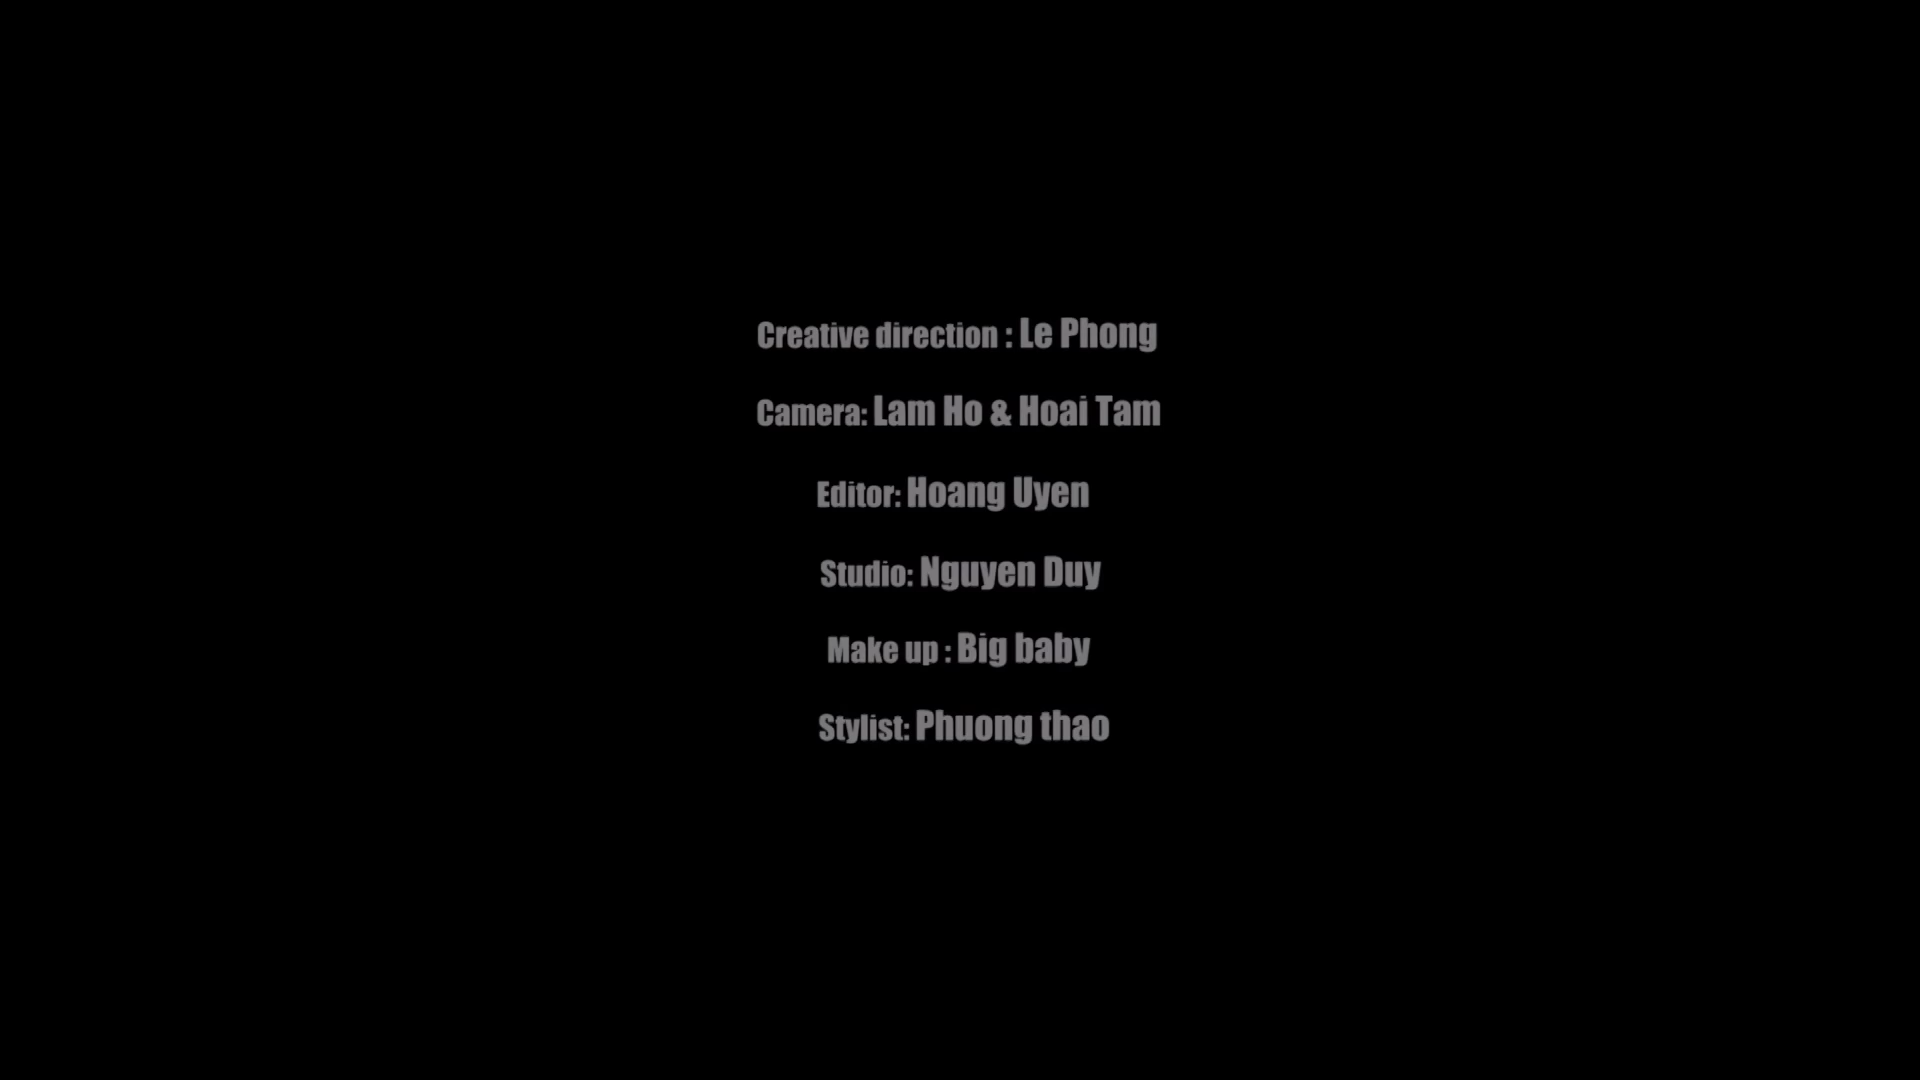 Creative direction : Le Phong
Camera: Lam Ho & Hoai Tam
Editor: Hoang Uyen
Studio: Nguyen Duy
Make up : Big baby
Stylist: Phuong thao